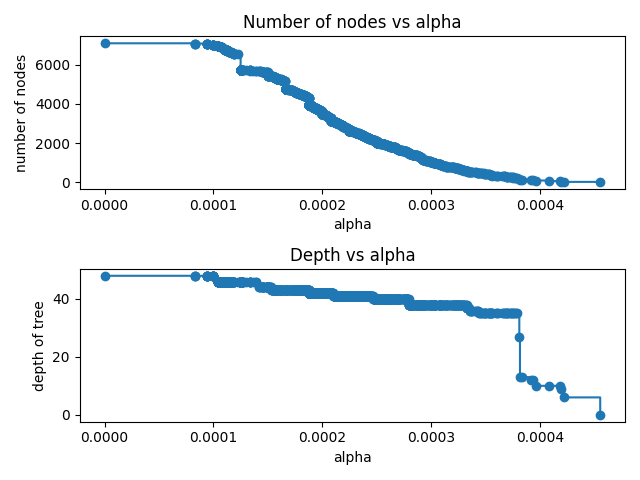 Number of nodes vs alpha
number of nodes
6000
4000
2000
0
0.0000 0.0001 0.0002 0.0003 0.0004
alpha
Depth vs alpha
depth of tree
40
20
0
0.0000 0.0001 0.0002 0.0003 0.0004
alpha